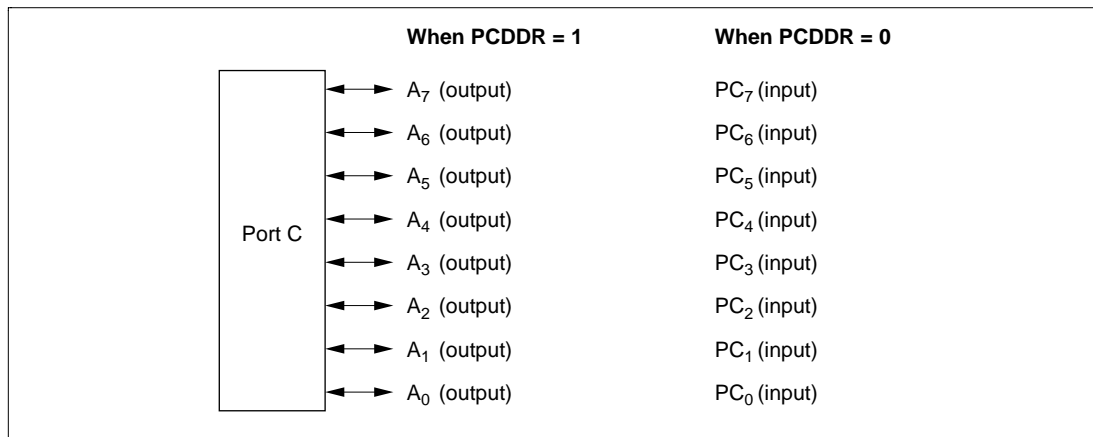 When PCDDR = 1 When PCDDR = 0
A7 (output) PC7 (input)
A6 (output) PC6 (input)
A5 (output) PC5 (input)
Port C A4 (output) PC4 (input)
A3 (output) PC3 (input)
A2 (output) PC2 (input)
A1 (output) PC1 (input)
A0 (output) PC0 (input)